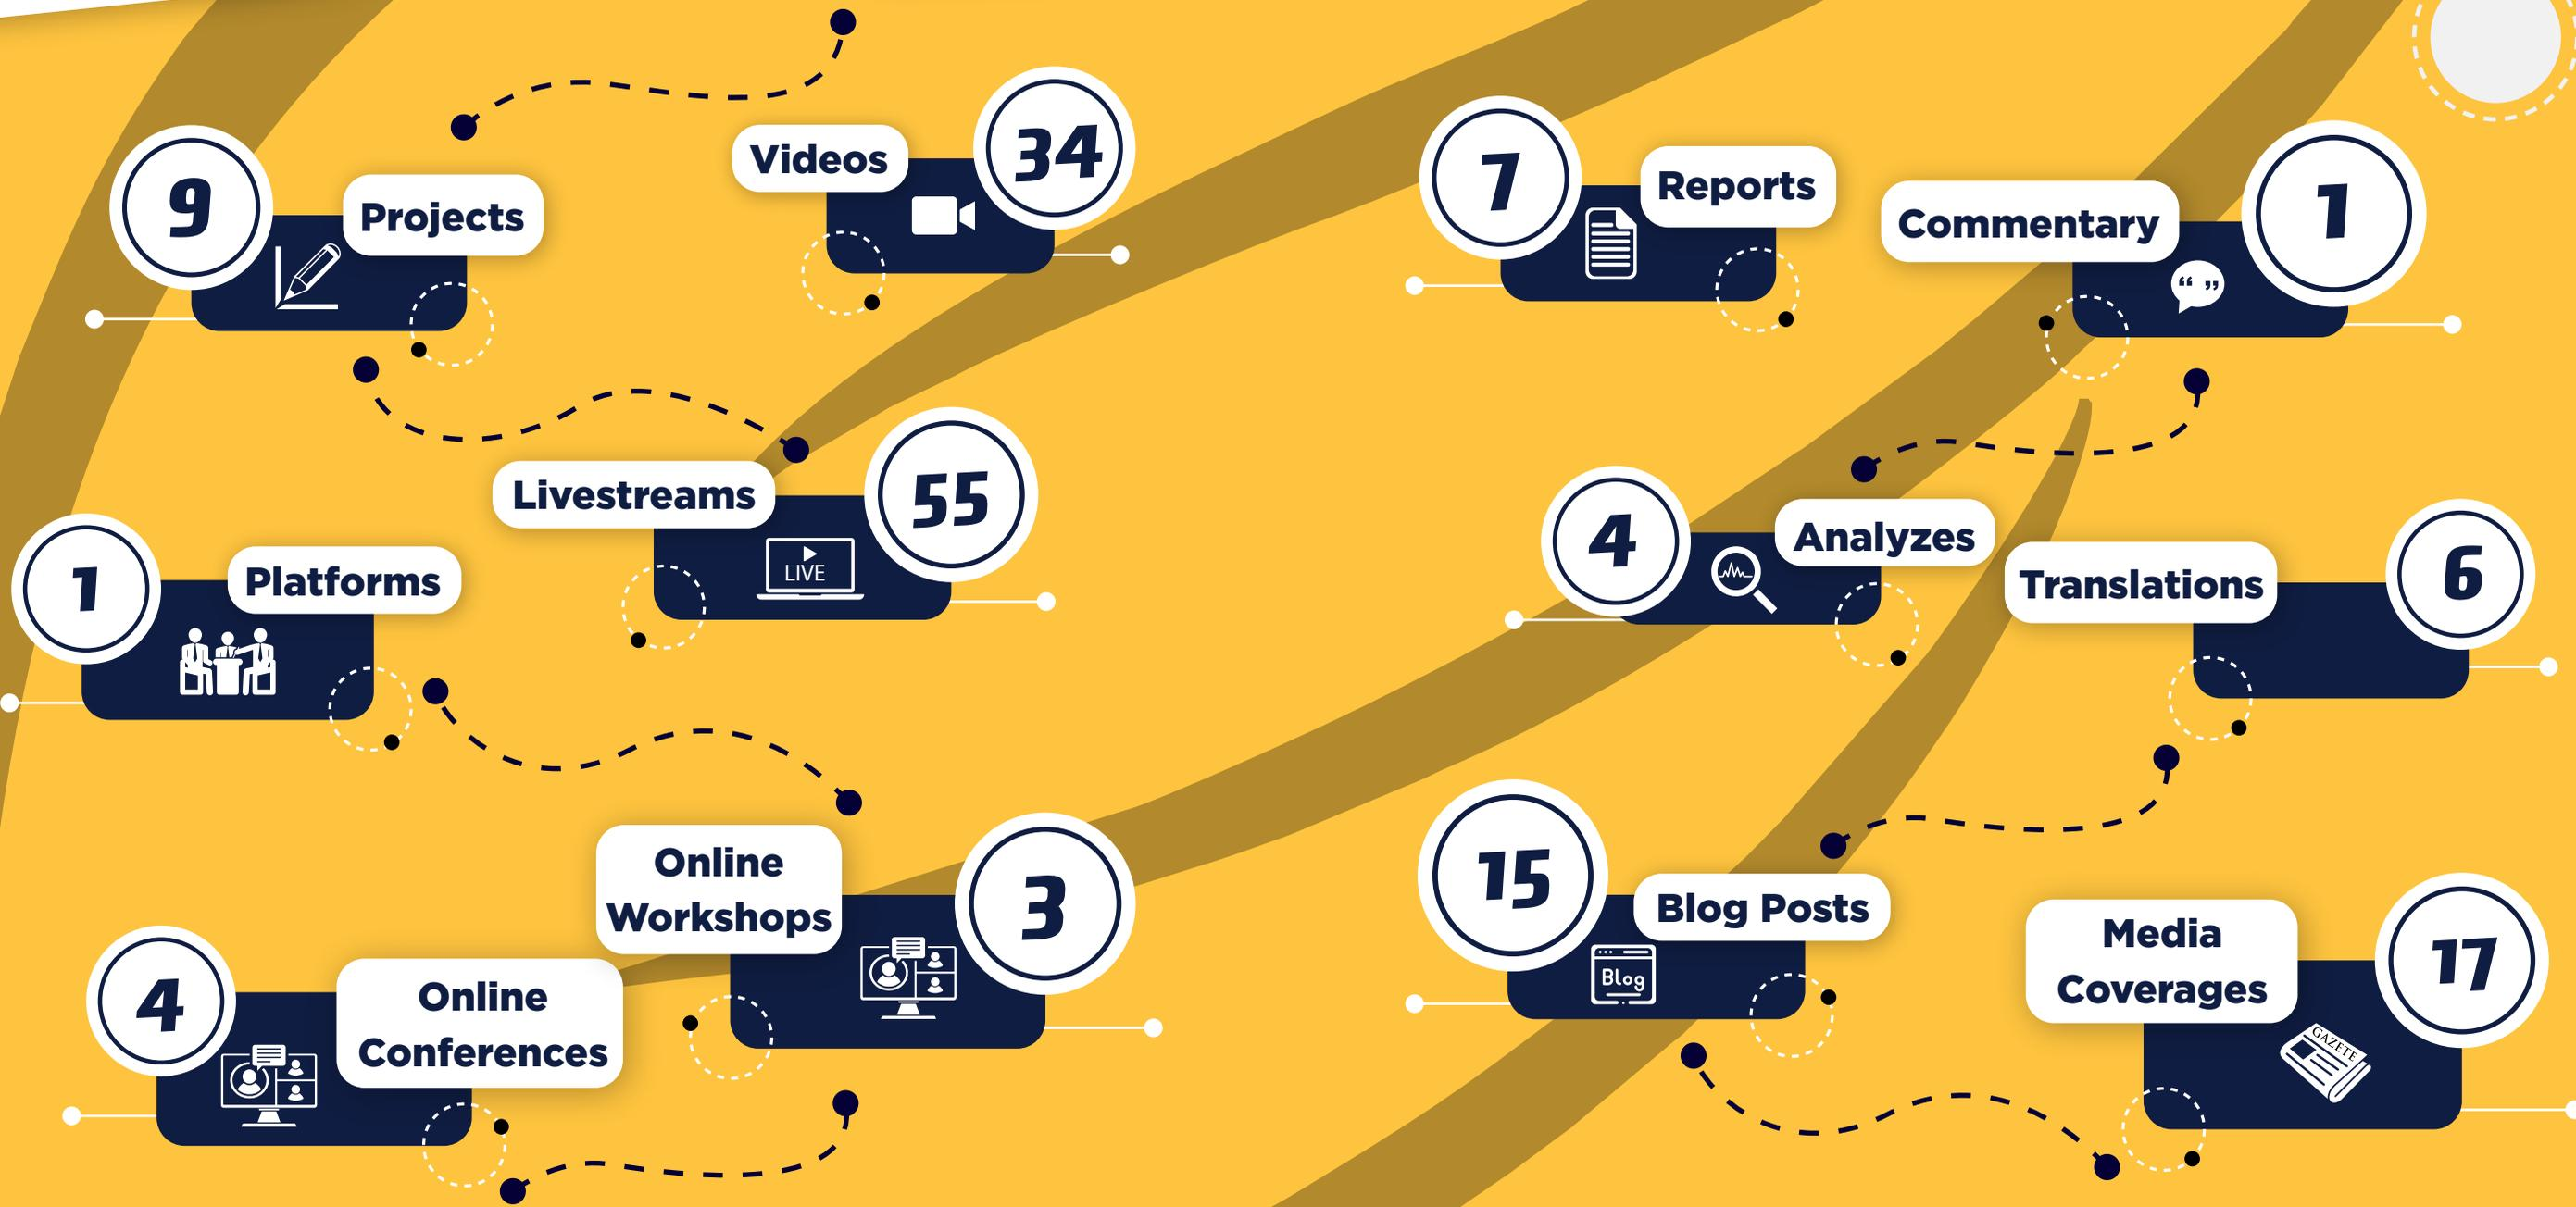 9
Projects
Videos
34
7
Reports
Commentary
1
1
Platforms
Livestreams
55
LIVE
4
Analyzes
Translations
6
4
Online
Conferences
Online
Workshops
3
15
Blog Posts
Blog
Media
Coverages
17
GAZETE